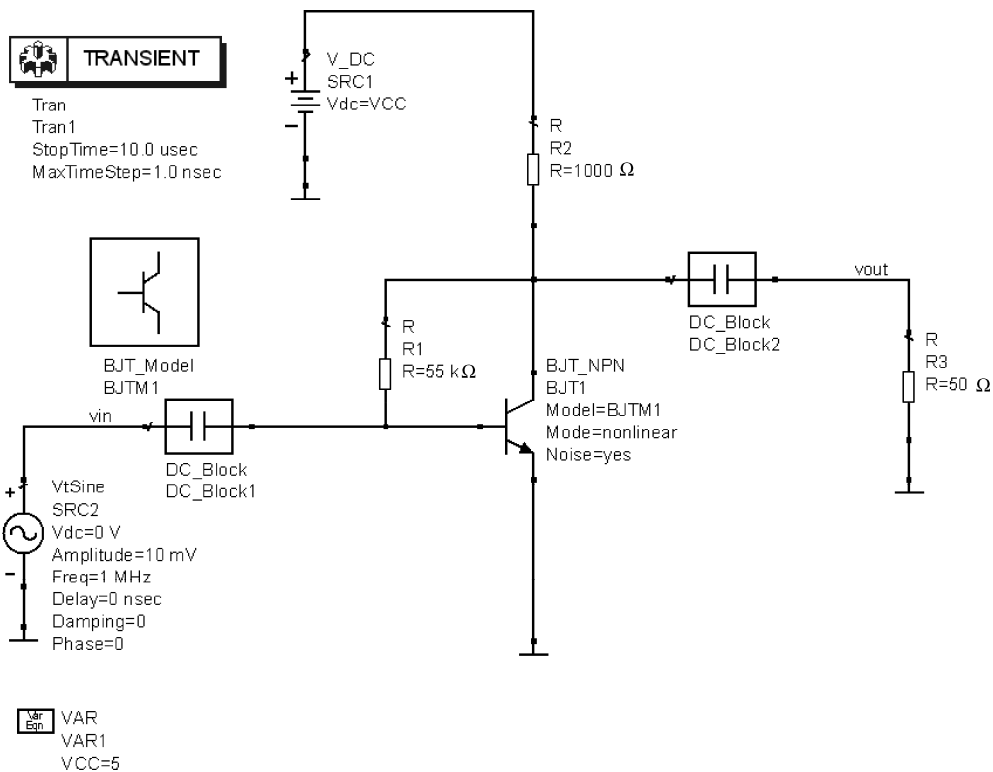 TRANSIENT
Tran
Tran1
StopTime=10.0 usec
MaxTimeStep=1.0 nsec
+
V_DC
SRC1
Vdc=VCC
−
R
R2
R=1000 Ω
BJT_Model
BJTM1
R
R1
R=55 kΩ
DC_Block
DC_Block2
vout
R
R3
R=50 Ω
BJT_NPN
BJT1
Model=BJTM1
Mode=nonlinear
Noise=yes
vin
DC_Block
DC_Block1
+
VtSine
SRC2
Vdc=0 V
Amplitude=10 mV
Freq=1 MHz
Delay=0 nsec
Damping=0
Phase=0
−
Var
Eqn
VAR
VAR1
VCC=5